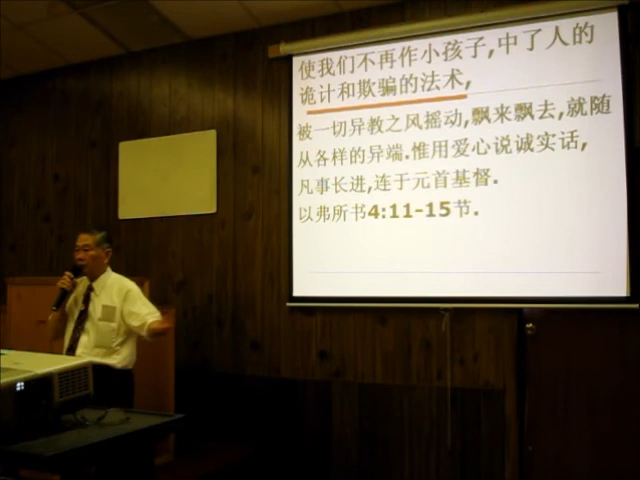 使我们不再作小孩子,中了人的
诡计和欺骗的法术,
被一切异教之风摇动,飘来飘去,就随
从各样的异端.惟用爱心说诚实话,
凡事长进,连于元首基督.
以弗所书4:11-15节.